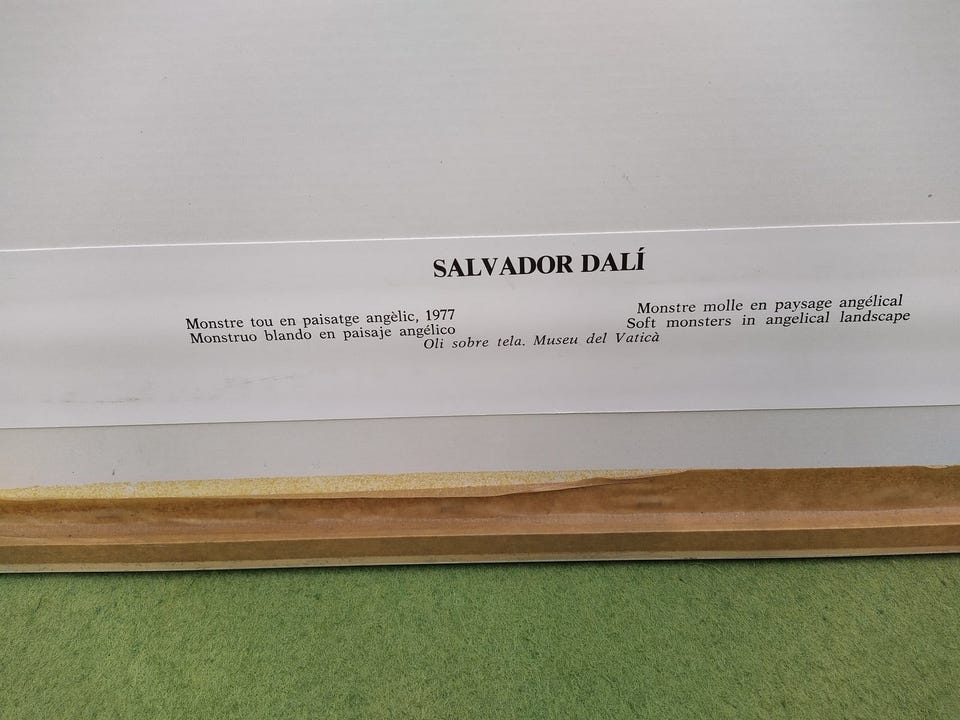 SALVADOR DALÍ
Monstre tou en paisatge angèlic, 1977
Monstruo blando en paisaje angélico
Monstre molle en paysage angélical
Soft monsters in angelical landscape
Oli sobre tela. Museu del Vaticà